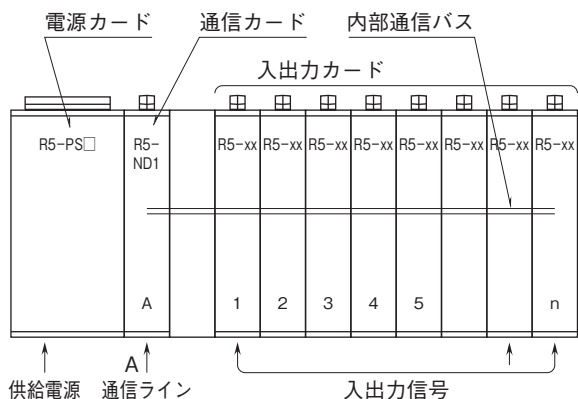 電源カード 通信カード 内部通信バス
入出力カード
R5-PS□ R5-ND1 R5-xx R5-xx R5-xx R5-xx R5-xx R5-xx R5-xx R5-xx
A 1 2 3 4 5 n
A
供給電源 通信ライン 入出力信号